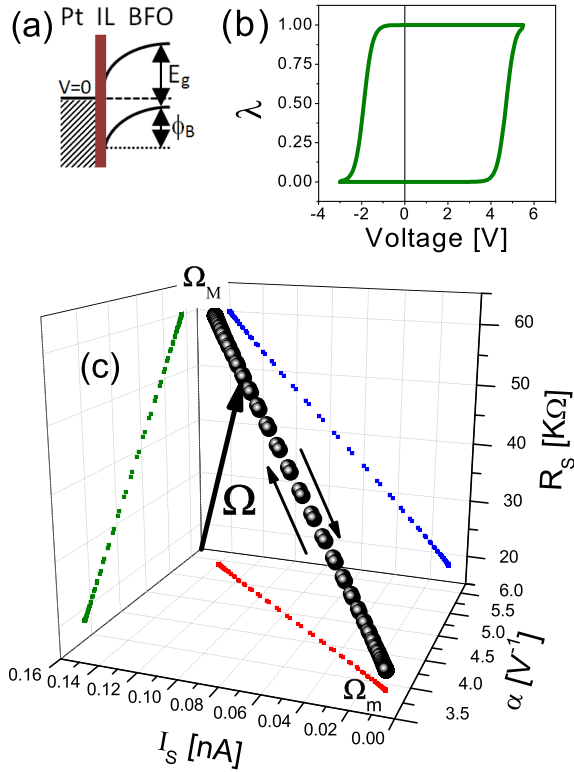 (a) Pt IL BFO
V=0
E_g
ϕ_B
(b)
λ
1.00
0.75
0.50
0.25
0.00
-4 -2 0 2 4 6
Voltage [V]
(c)
Ω_M
Ω
Ω_m
60
50
40
30
20
R_S [KΩ]
6.0
5.5
5.0
4.5
4.0
3.5
α [V⁻¹]
0.16 0.14 0.12 0.10 0.08 0.06 0.04 0.02 0.00
I_S [nA]